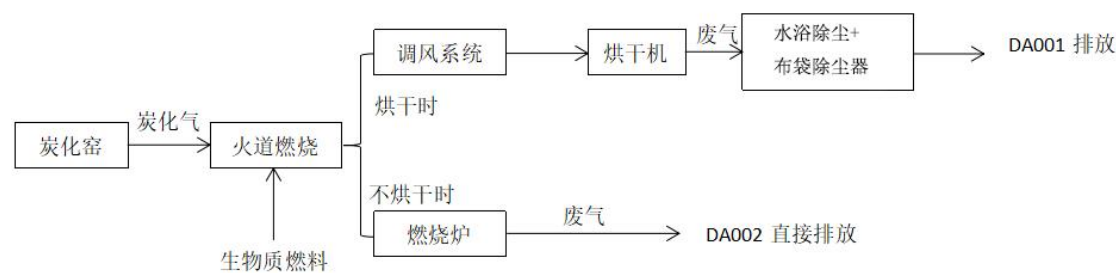 炭化窑
炭化气
火道燃烧
生物质燃料
烘干时
调风系统
烘干机
废气
水浴除尘+
布袋除尘器
DA001 排放
不烘干时
燃烧炉
废气
DA002 直接排放